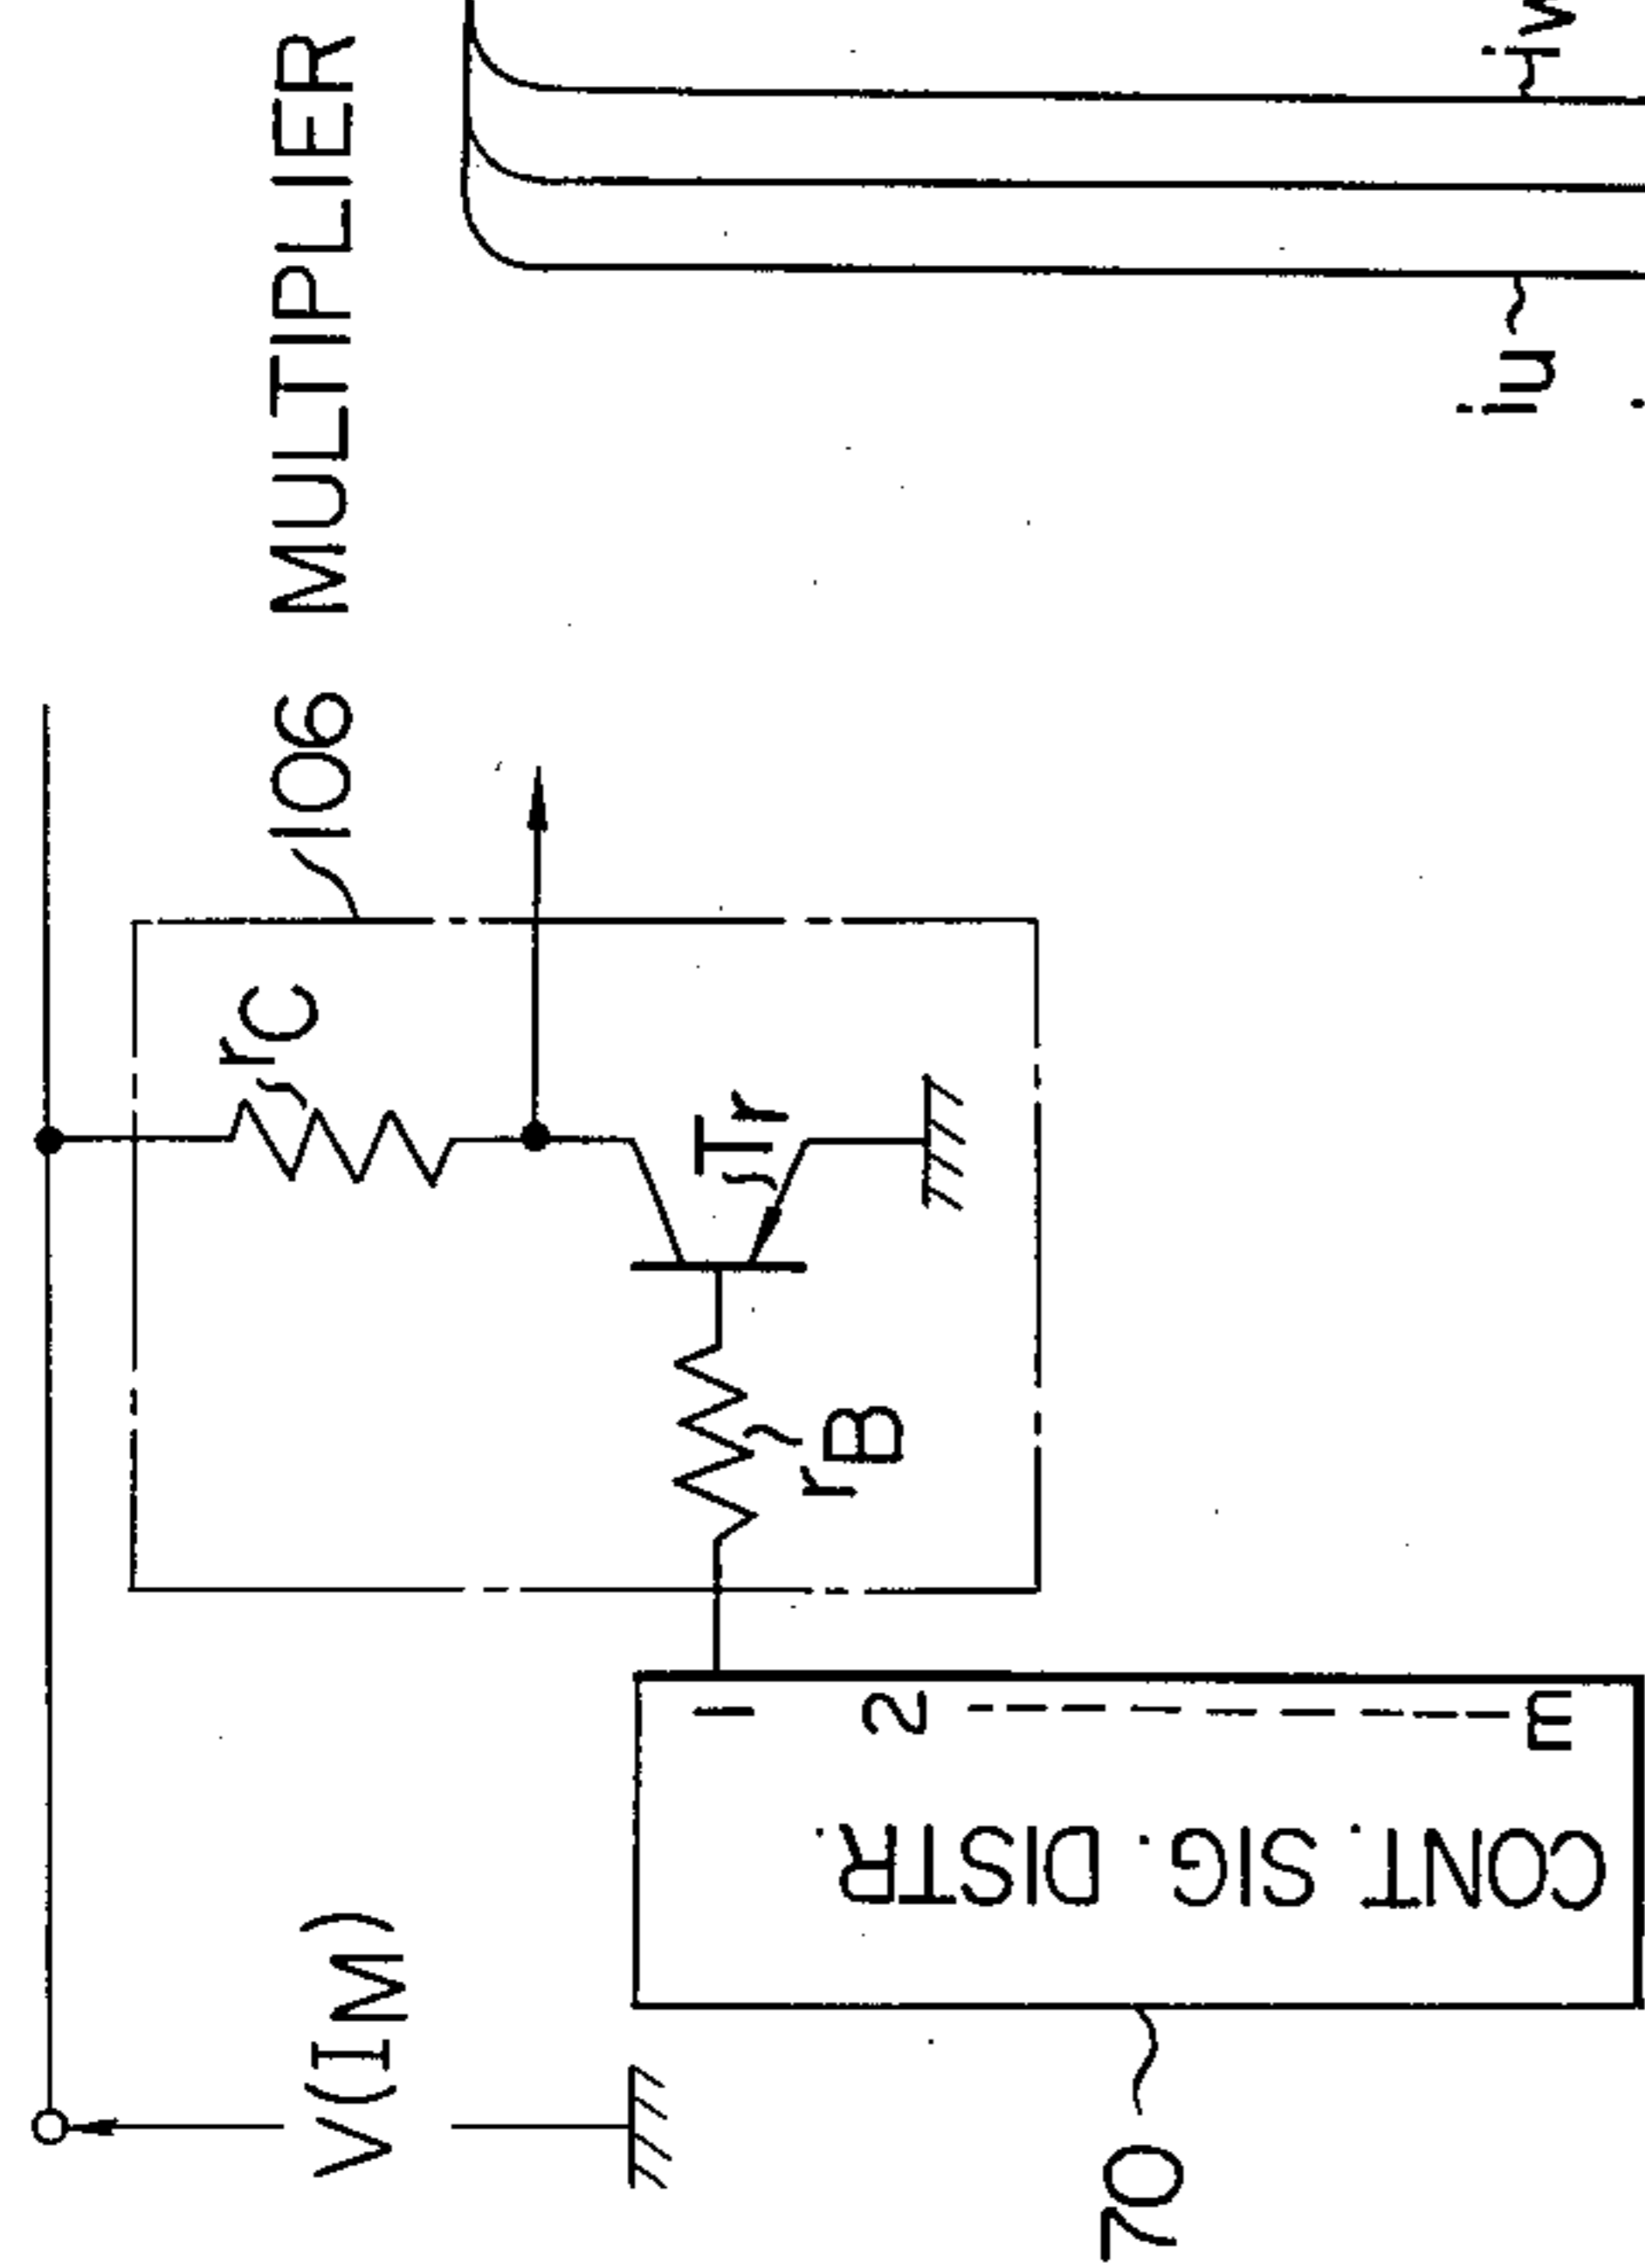 106 MULTIPLIER
rC
Tr
rB
V(IM)
1
2
m
CONT. SIG. DISTR.
70
iu
iv